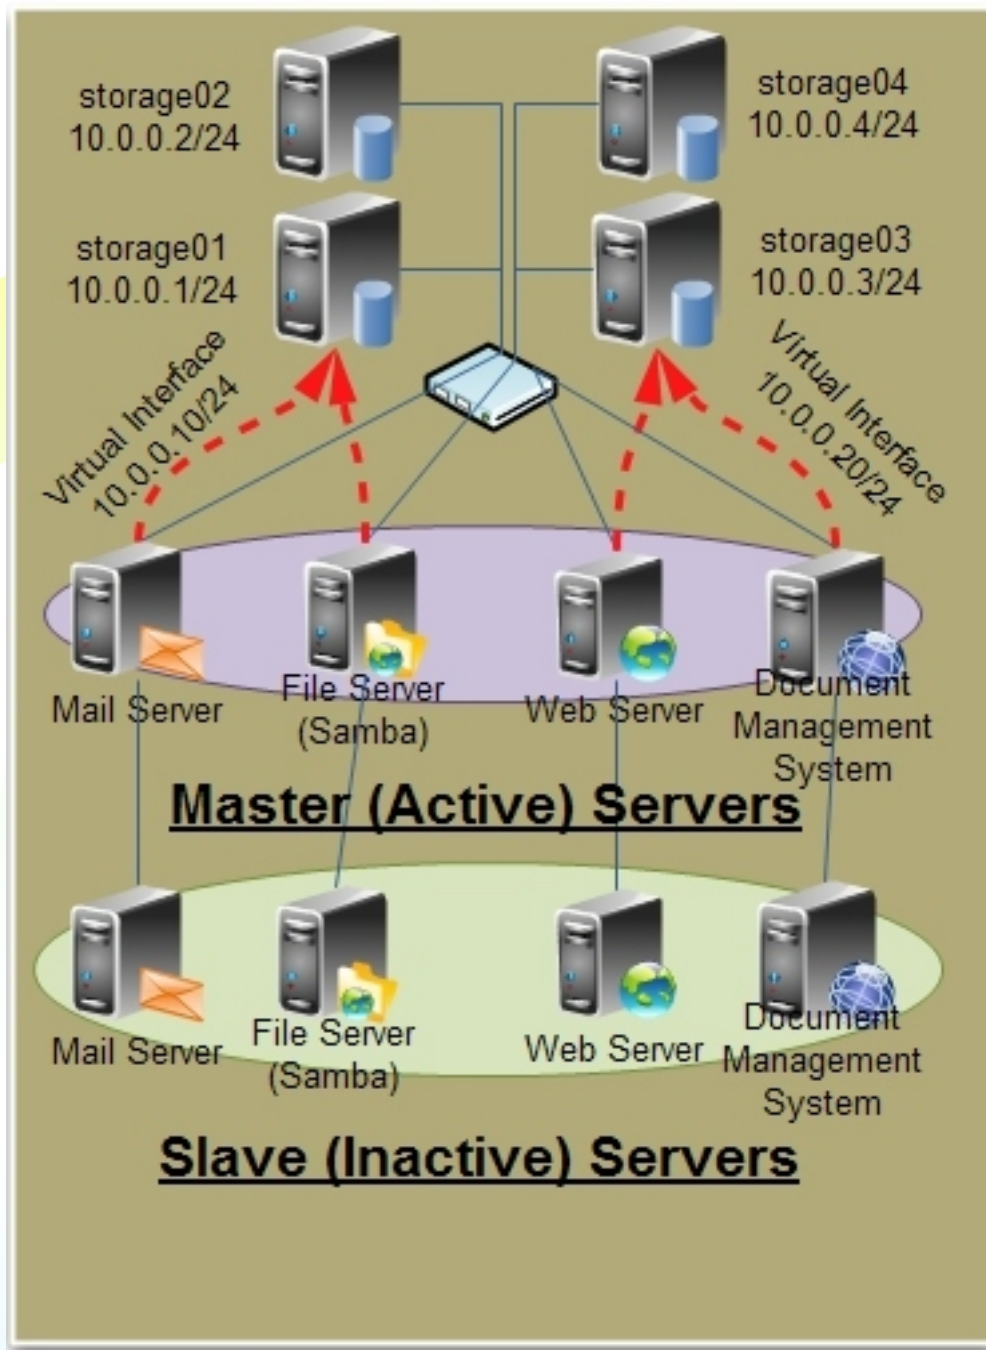 storage02
10.0.0.2/24
storage04
10.0.0.4/24
storage01
10.0.0.1/24
storage03
10.0.0.3/24
Virtual Interface
10.0.0.10/24
Virtual Interface
10.0.0.20/24
Mail Server
File Server
(Samba)
Web Server
Document
Management
System
Master (Active) Servers
Mail Server
File Server
(Samba)
Web Server
Document
Management
System
Slave (Inactive) Servers